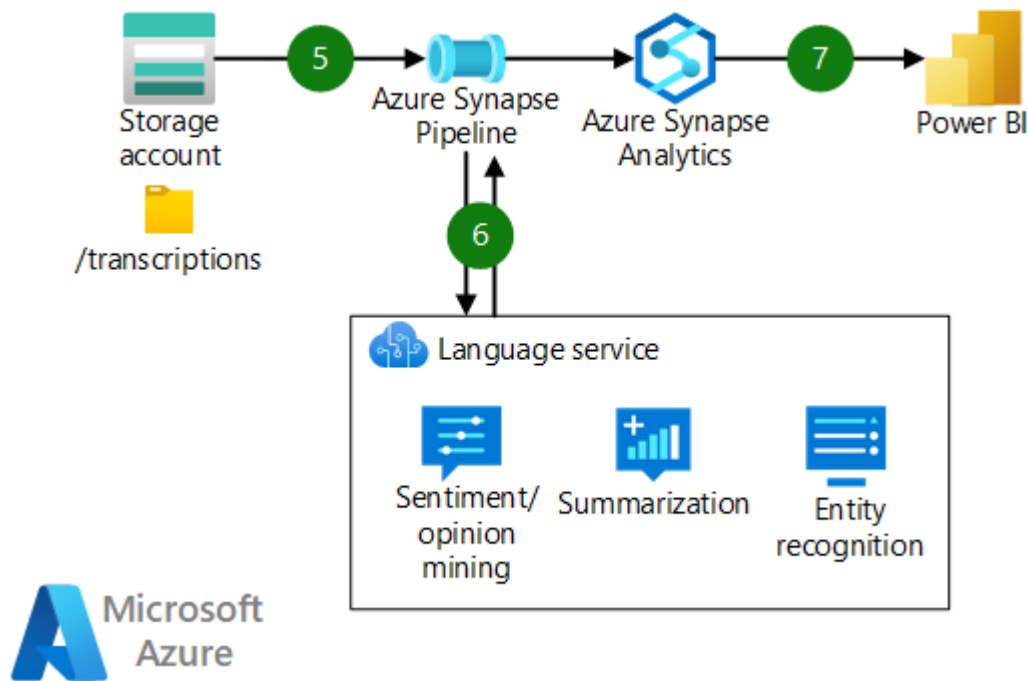 5
7
Azure Synapse
Pipeline
Storage
account
Azure Synapse
Analytics
Power BI
/transcriptions
6
Language service
Sentiment/
opinion
mining
Summarization
Entity
recognition
Microsoft
Azure